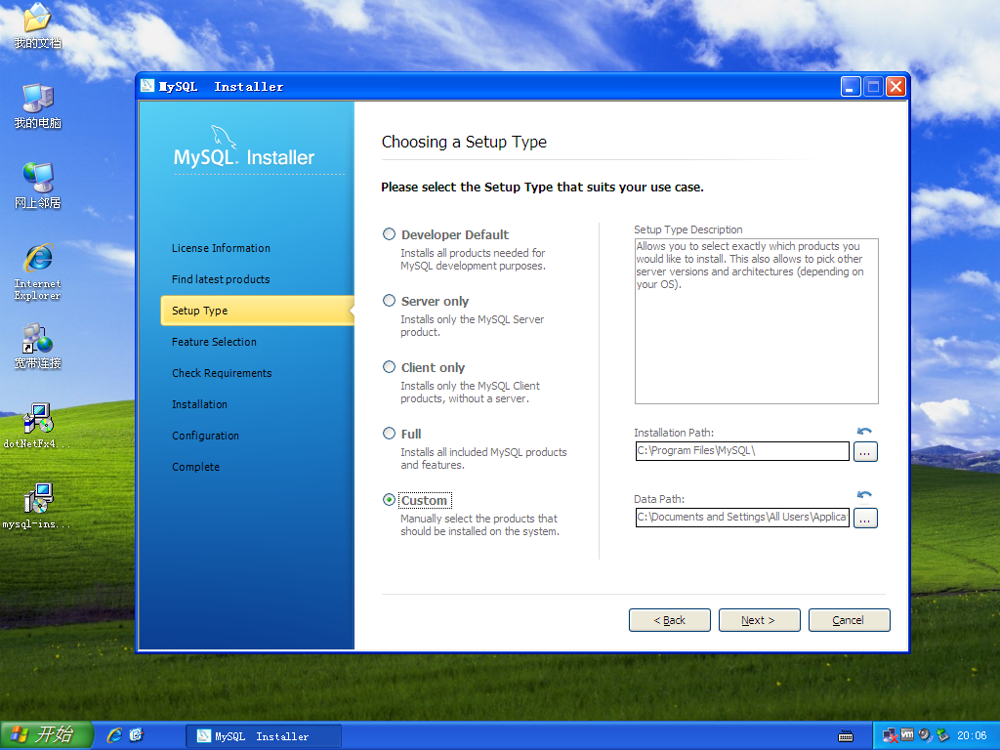 我的文档
我的电脑
网上邻居
Internet
Explorer
宽带连接
dotNetFx4...
mysql-ins...
MySQL Installer
MySQL. Installer
License Information
Find latest products
Setup Type
Feature Selection
Check Requirements
Installation
Configuration
Complete
Choosing a Setup Type
Please select the Setup Type that suits your use case.
Developer Default
Installs all products needed for
MySQL development purposes.
Server only
Installs only the MySQL Server
product.
Client only
Installs only the MySQL Client
products, without a server.
Full
Installs all included MySQL products
and features.
Custom
Manually select the products that
should be installed on the system.
Setup Type Description
Allows you to select exactly which products you
would like to install. This also allows to pick other
server versions and architectures (depending on
your OS).
Installation Path:
C:\Program Files\MySQL\
...
Data Path:
C:\Documents and Settings\All Users\Applica
...
< Back
Next >
Cancel
开始
MySQL Installer
vm
20:06